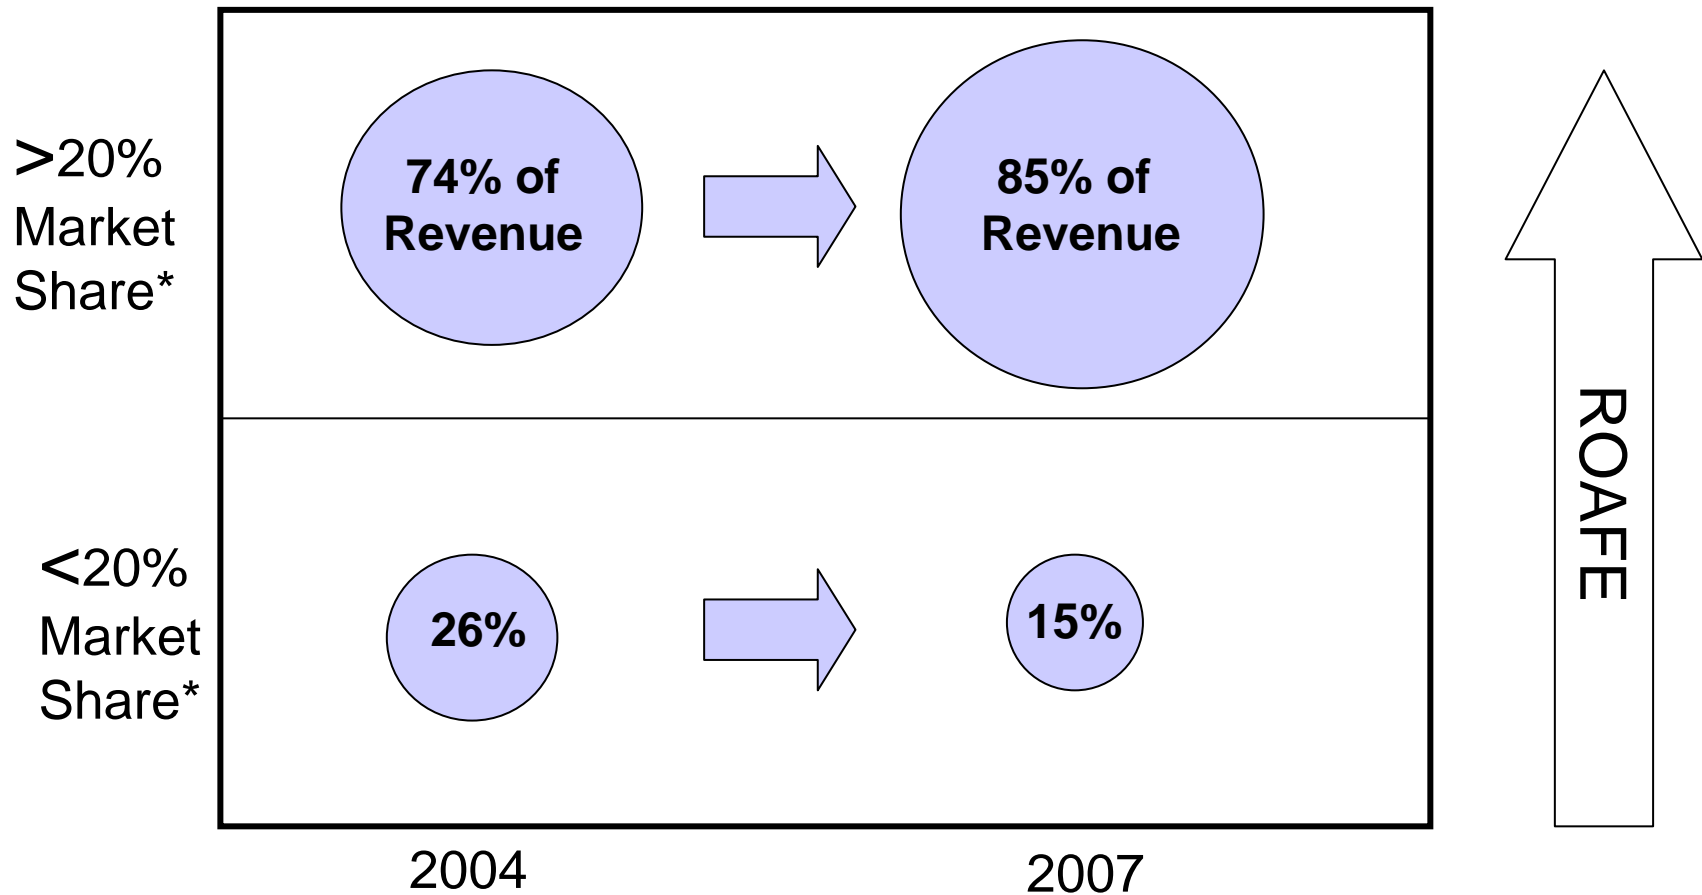 >20%
Market
Share*
74% of
Revenue
85% of
Revenue
<20%
Market
Share*
26%
15%
ROAFE
2004
2007